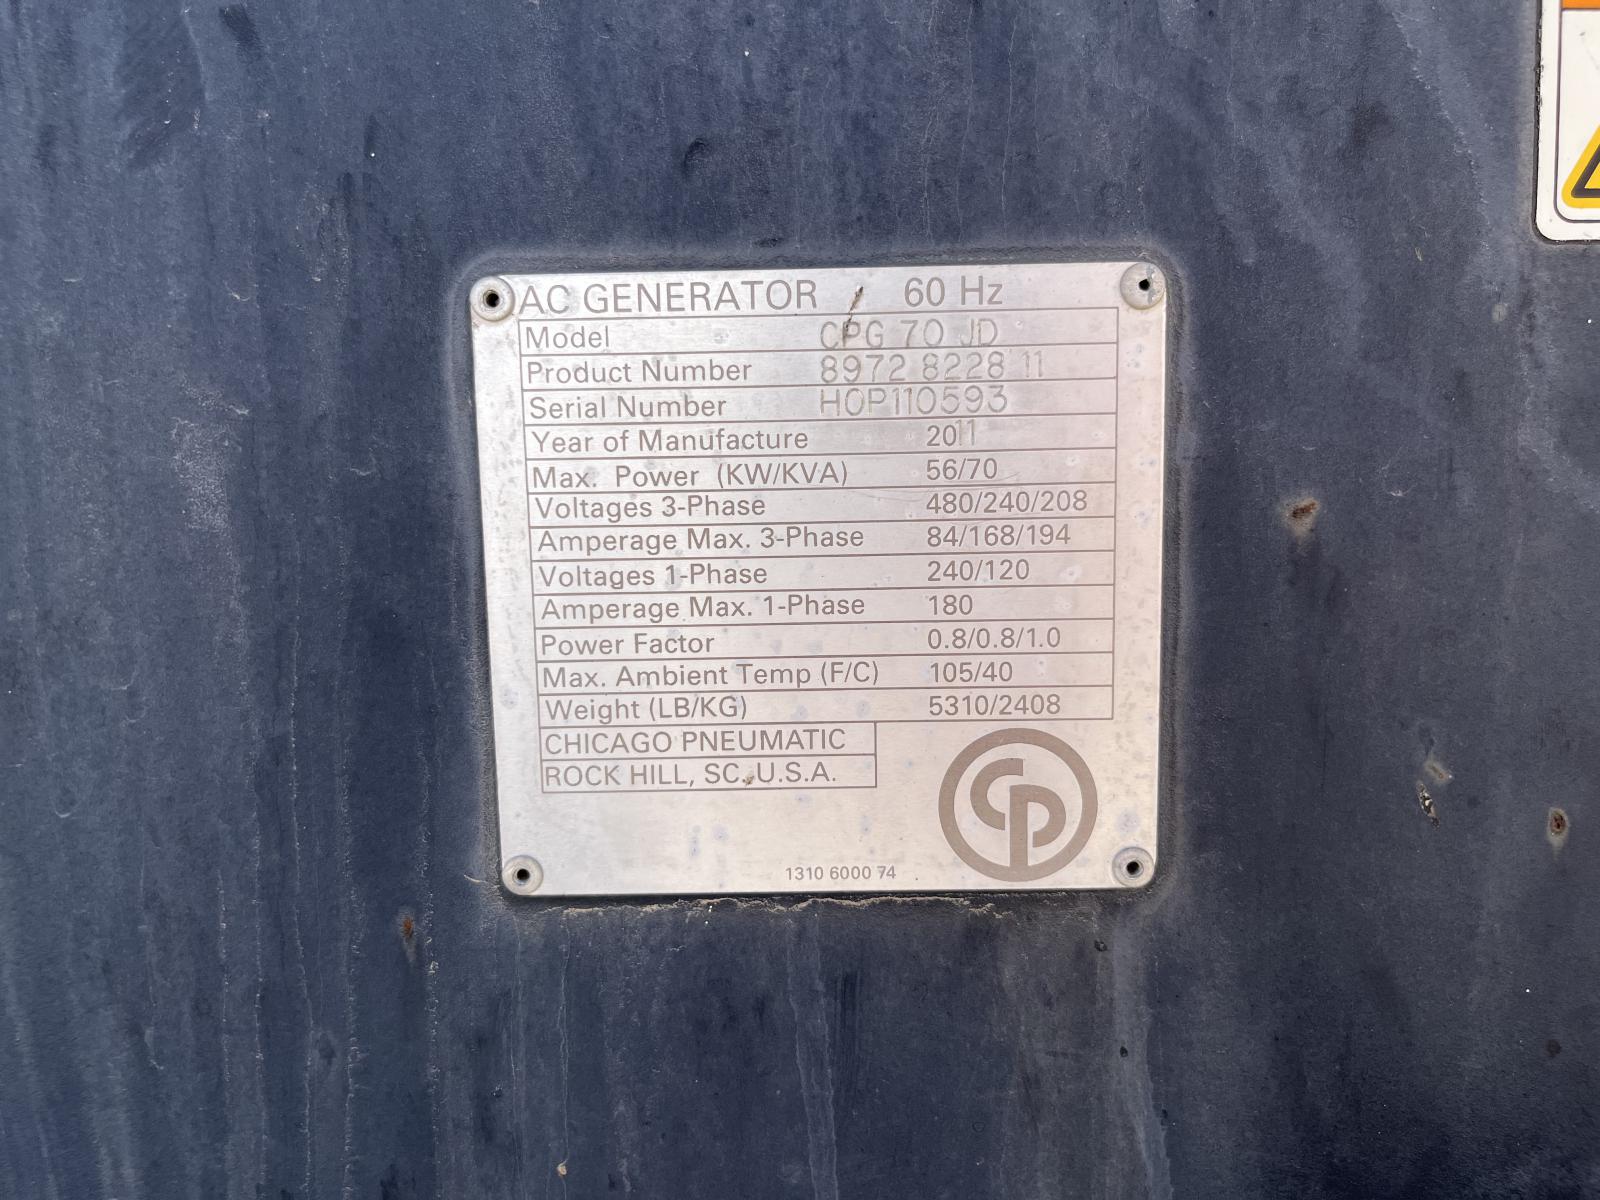 AC GENERATOR 60 Hz
Model CPG 70 JD
Product Number 8972 8228 11
Serial Number HOP110593
Year of Manufacture 2011
Max. Power (KW/KVA) 56/70
Voltages 3-Phase 480/240/208
Amperage Max. 3-Phase 84/168/194
Voltages 1-Phase 240/120
Amperage Max. 1-Phase 180
Power Factor 0.8/0.8/1.0
Max. Ambient Temp (F/C) 105/40
Weight (LB/KG) 5310/2408
CHICAGO PNEUMATIC
ROCK HILL, SC. U.S.A.
CP
1310 6000 74